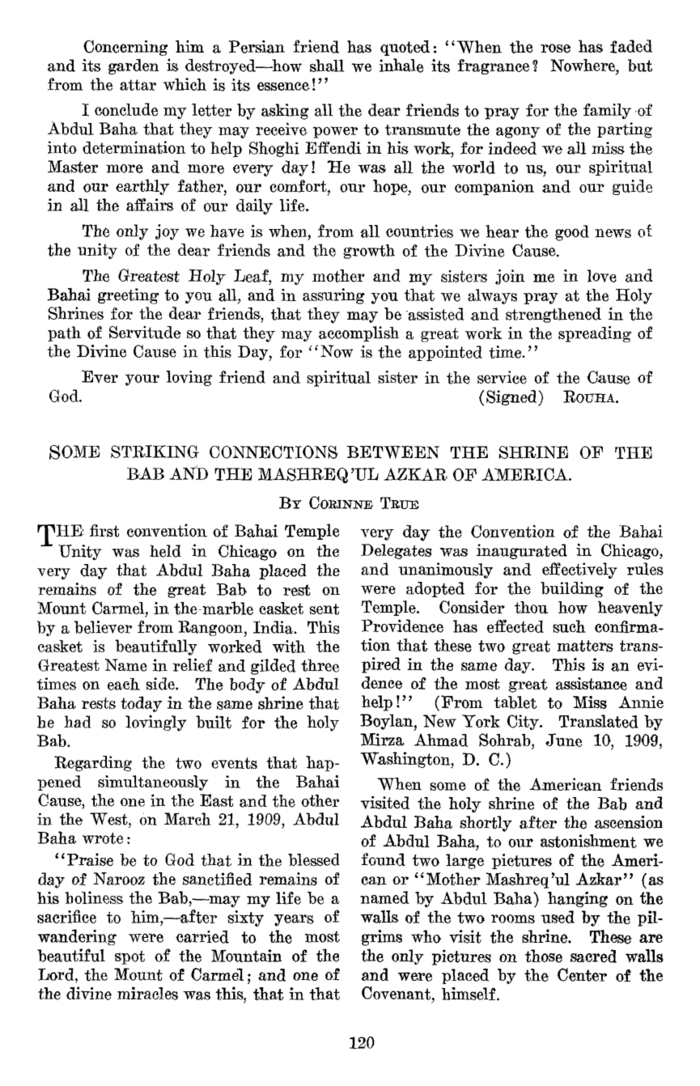 Concerning him a Persian friend has quoted: "When the rose has faded
and its garden is destroyed—how shall we inhale its fragrance? Nowhere, but
from the attar which is its essence!"
I conclude my letter by asking all the dear friends to pray for the family of
Abdul Baha that they may receive power to transmute the agony of the parting
into determination to help Shoghi Effendi in his work, for indeed we all miss the
Master more and more every day! He was all the world to us, our spiritual
and our earthly father, our comfort, our hope, our companion and our guide
in all the affairs of our daily life.
The only joy we have is when, from all countries we hear the good news of
the unity of the dear friends and the growth of the Divine Cause.
The Greatest Holy Leaf, my mother and my sisters join me in love and
Bahai greeting to you all, and in assuring you that we always pray at the Holy
Shrines for the dear friends, that they may be assisted and strengthened in the
path of Servitude so that they may accomplish a great work in the spreading of
the Divine Cause in this Day, for "Now is the appointed time."
Ever your loving friend and spiritual sister in the service of the Cause of
God. (Signed) ROUHA.
SOME STRIKING CONNECTIONS BETWEEN THE SHRINE OF THE
BAB AND THE MASHREQ'UL AZKAR OF AMERICA.
BY CORINNE TRUE
THE first convention of Bahai Temple
Unity was held in Chicago on the
very day that Abdul Baha placed the
remains of the great Bab to rest on
Mount Carmel, in the marble casket sent
by a believer from Rangoon, India. This
casket is beautifully worked with the
Greatest Name in relief and gilded three
times on each side. The body of Abdul
Baha rests today in the same shrine that
he had so lovingly built for the holy
Bab.
Regarding the two events that hap-
pened simultaneously in the Bahai
Cause, the one in the East and the other
in the West, on March 21, 1909, Abdul
Baha wrote:
"Praise be to God that in the blessed
day of Narooz the sanctified remains of
his holiness the Bab,—may my life be a
sacrifice to him,—after sixty years of
wandering were carried to the most
beautiful spot of the Mountain of the
Lord, the Mount of Carmel; and one of
the divine miracles was this, that in that
very day the Convention of the Bahai
Delegates was inaugurated in Chicago,
and unanimously and effectively rules
were adopted for the building of the
Temple. Consider thou how heavenly
Providence has effected such confirma-
tion that these two great matters trans-
pired in the same day. This is an evi-
dence of the most great assistance and
help!" (From tablet to Miss Annie
Boylan, New York City. Translated by
Mirza Ahmad Sohrab, June 10, 1909,
Washington, D. C.)
When some of the American friends
visited the holy shrine of the Bab and
Abdul Baha shortly after the ascension
of Abdul Baha, to our astonishment we
found two large pictures of the Ameri-
can or "Mother Mashreq'ul Azkar" (as
named by Abdul Baha) hanging on the
walls of the two rooms used by the pil-
grims who visit the shrine. These are
the only pictures on those sacred walls
and were placed by the Center of the
Covenant, himself.
120